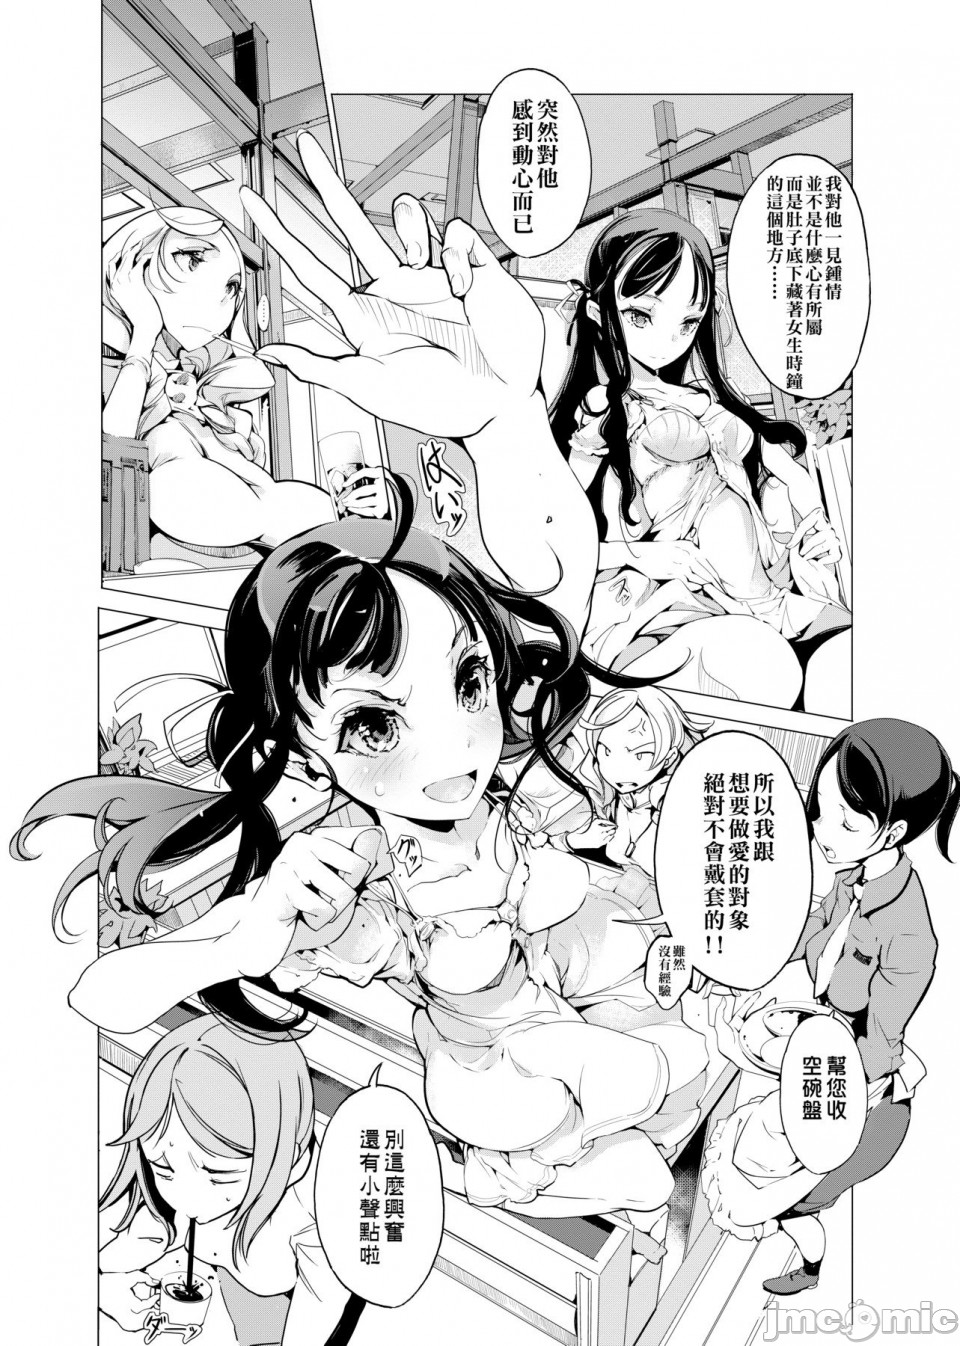 我對他一見鍾情
並不是什麼心有所屬
而是肚子底下藏著女生時鐘
的這個地方……
突然對他
感到動心而已
……
はいッ
所以我跟
想要做愛的對象
絕對不會戴套的!!
雖然
沒有經驗
幫您收
空碗盤
別這麼興奮
還有小聲點啦
ダーッ
jmcomic